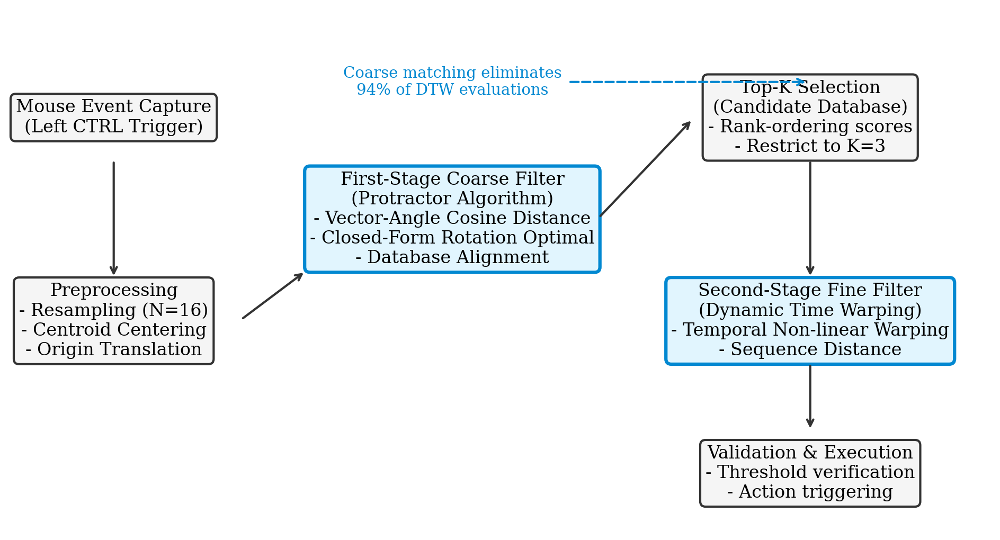 Mouse Event Capture
(Left CTRL Trigger)
Preprocessing
- Resampling (N=16)
- Centroid Centering
- Origin Translation
First-Stage Coarse Filter
(Protractor Algorithm)
- Vector-Angle Cosine Distance
- Closed-Form Rotation Optimal
- Database Alignment
Coarse matching eliminates
94% of DTW evaluations
Top-K Selection
(Candidate Database)
- Rank-ordering scores
- Restrict to K=3
Second-Stage Fine Filter
(Dynamic Time Warping)
- Temporal Non-linear Warping
- Sequence Distance
Validation & Execution
- Threshold verification
- Action triggering